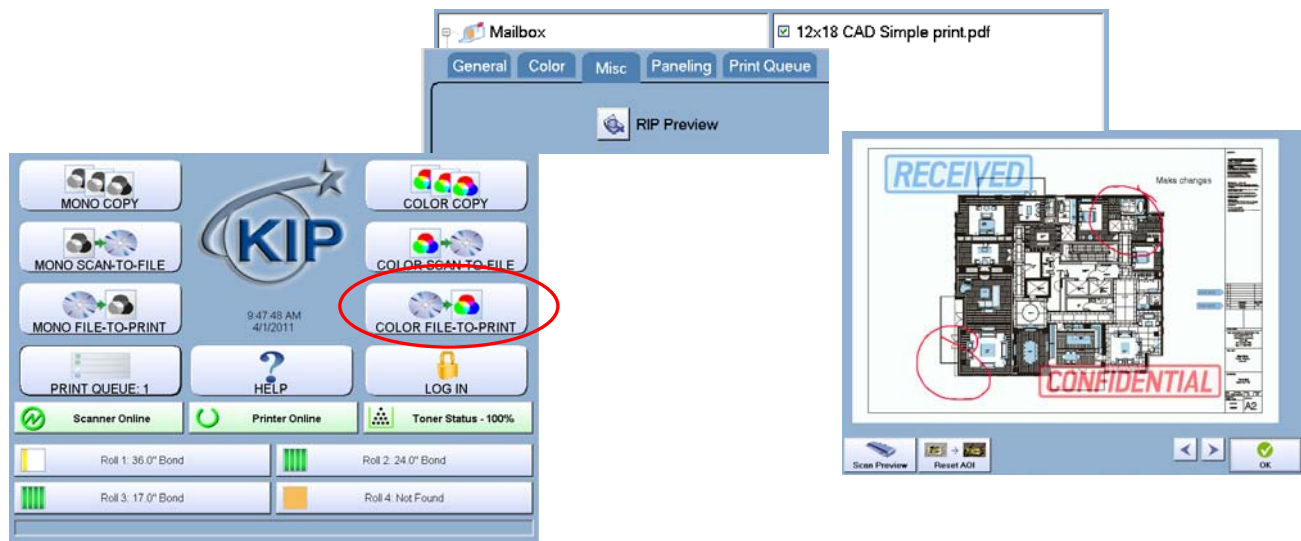 Mailbox
12x18 CAD Simple print.pdf
General Color Misc Paneling Print Queue
RIP Preview
MONO COPY
COLOR COPY
KIP
MONO SCAN-TO-FILE
COLOR SCAN-TO-FILE
MONO FILE-TO-PRINT
9:47:48 AM
4/1/2011
COLOR FILE-TO-PRINT
PRINT QUEUE: 1
HELP
LOG IN
Scanner Online
Printer Online
Toner Status - 100%
Roll 1: 36.0" Bond
Roll 2: 24.0" Bond
Roll 3: 17.0" Bond
Roll 4: Not Found
RECEIVED
Make changes
CONFIDENTIAL
A2
Scan Preview
Reset AOI
OK